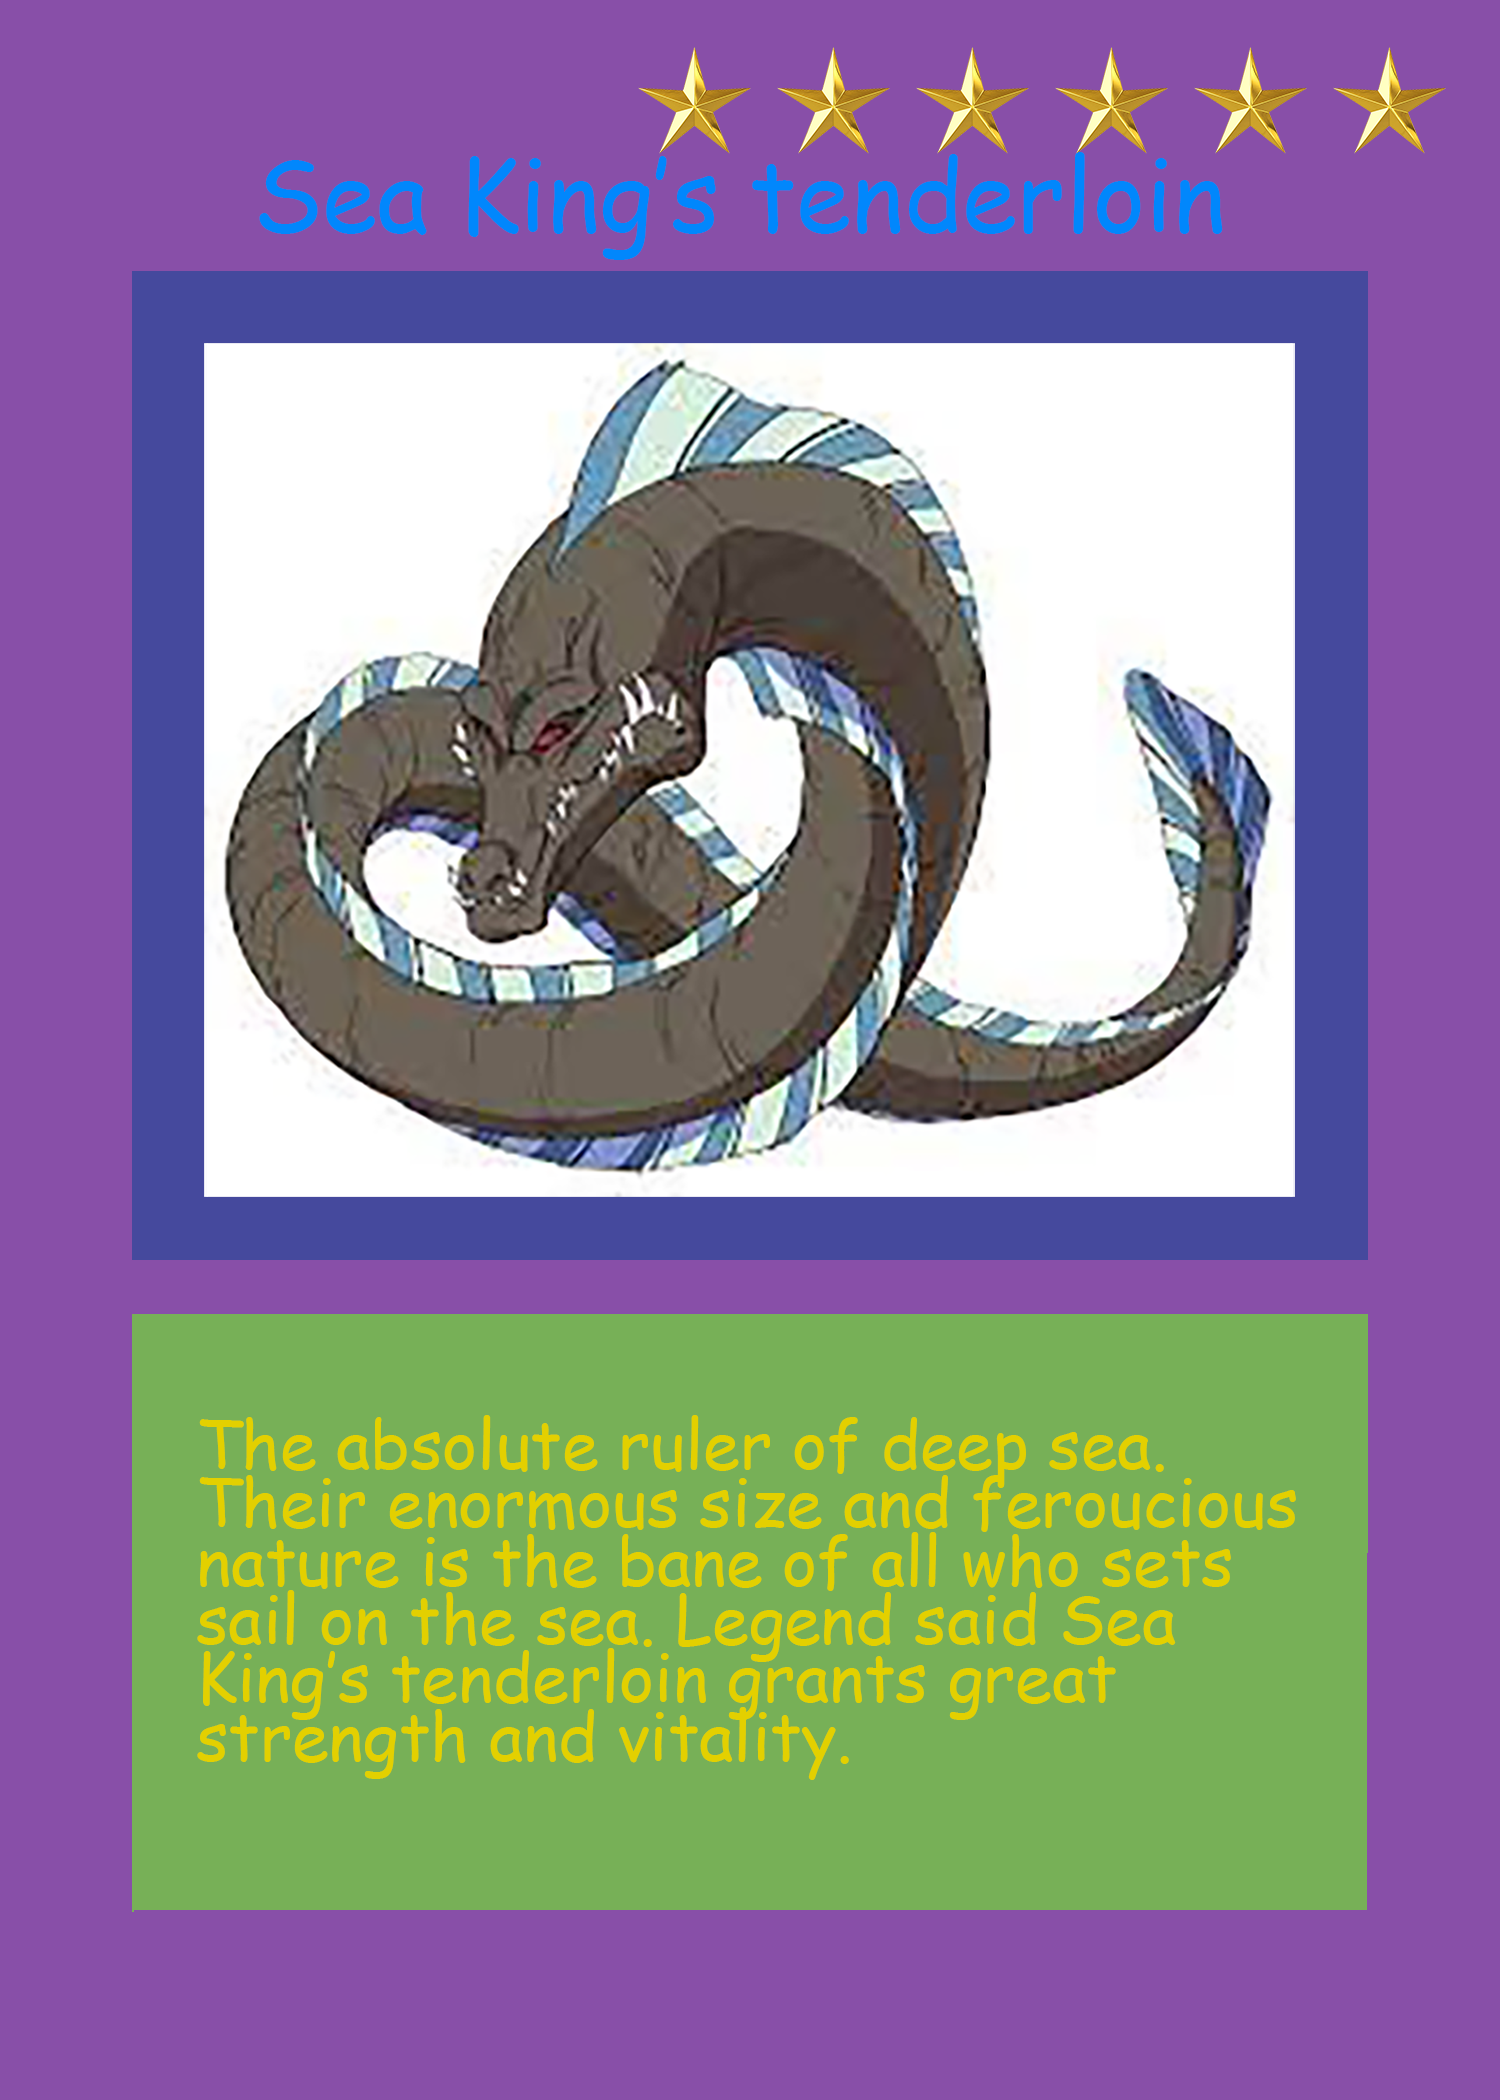 Sea King's tenderloin
The absolute ruler of deep sea.
Their enormous size and feroucious
nature is the bane of all who sets
sail on the sea. Legend said Sea
King's tenderloin grants great
strength and vitality.